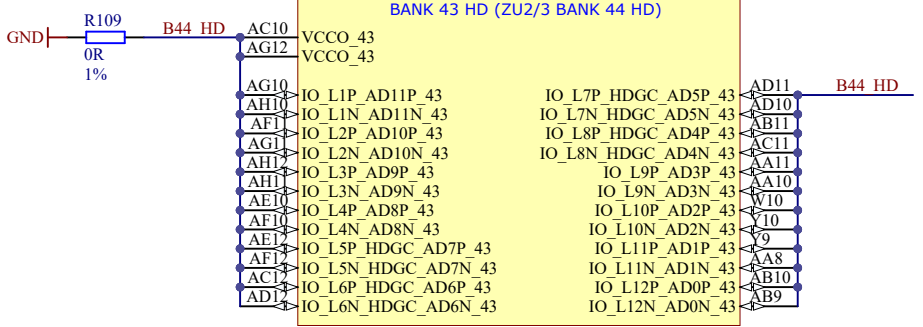 BANK 43 HD (ZU2/3 BANK 44 HD)
R109
GND
B44_HD
0R
1%
AC10 VCCO_43
AG12 VCCO_43
AG10 IO_L1P_AD11P_43
AH10 IO_L1N_AD11N_43
AF1 IO_L2P_AD10P_43
AG1 IO_L2N_AD10N_43
AH12 IO_L3P_AD9P_43
AH1 IO_L3N_AD9N_43
AE10 IO_L4P_AD8P_43
AF10 IO_L4N_AD8N_43
AE12 IO_L5P_HDGC_AD7P_43
AF12 IO_L5N_HDGC_AD7N_43
AC12 IO_L6P_HDGC_AD6P_43
AD12 IO_L6N_HDGC_AD6N_43
IO_L7P_HDGC_AD5P_43 AD11 B44_HD
IO_L7N_HDGC_AD5N_43 AD10
IO_L8P_HDGC_AD4P_43 AB11
IO_L8N_HDGC_AD4N_43 AC11
IO_L9P_AD3P_43 AA11
IO_L9N_AD3N_43 AA10
IO_L10P_AD2P_43 W10
IO_L10N_AD2N_43 Y10
IO_L11P_AD1P_43 Y9
IO_L11N_AD1N_43 AA8
IO_L12P_AD0P_43 AB10
IO_L12N_AD0N_43 AB9